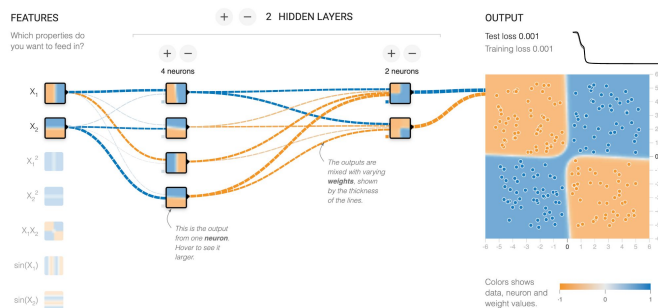 FEATURES
+ − 2 HIDDEN LAYERS
OUTPUT
Which properties do
you want to feed in?
Test loss 0.001
Training loss 0.001
+ −
+ −
4 neurons
2 neurons
X₁
X₂
X₁²
X₂²
X₁X₂
sin(X₁)
sin(X₂)
The outputs are
mixed with varying
weights, shown
by the thickness
of the lines.
This is the output
from one neuron.
Hover to see it
larger.
-6 -5 -4 -3 -2 -1 0 1 2 3 4 5 6
Colors shows
data, neuron and
weight values.
-1 0 1